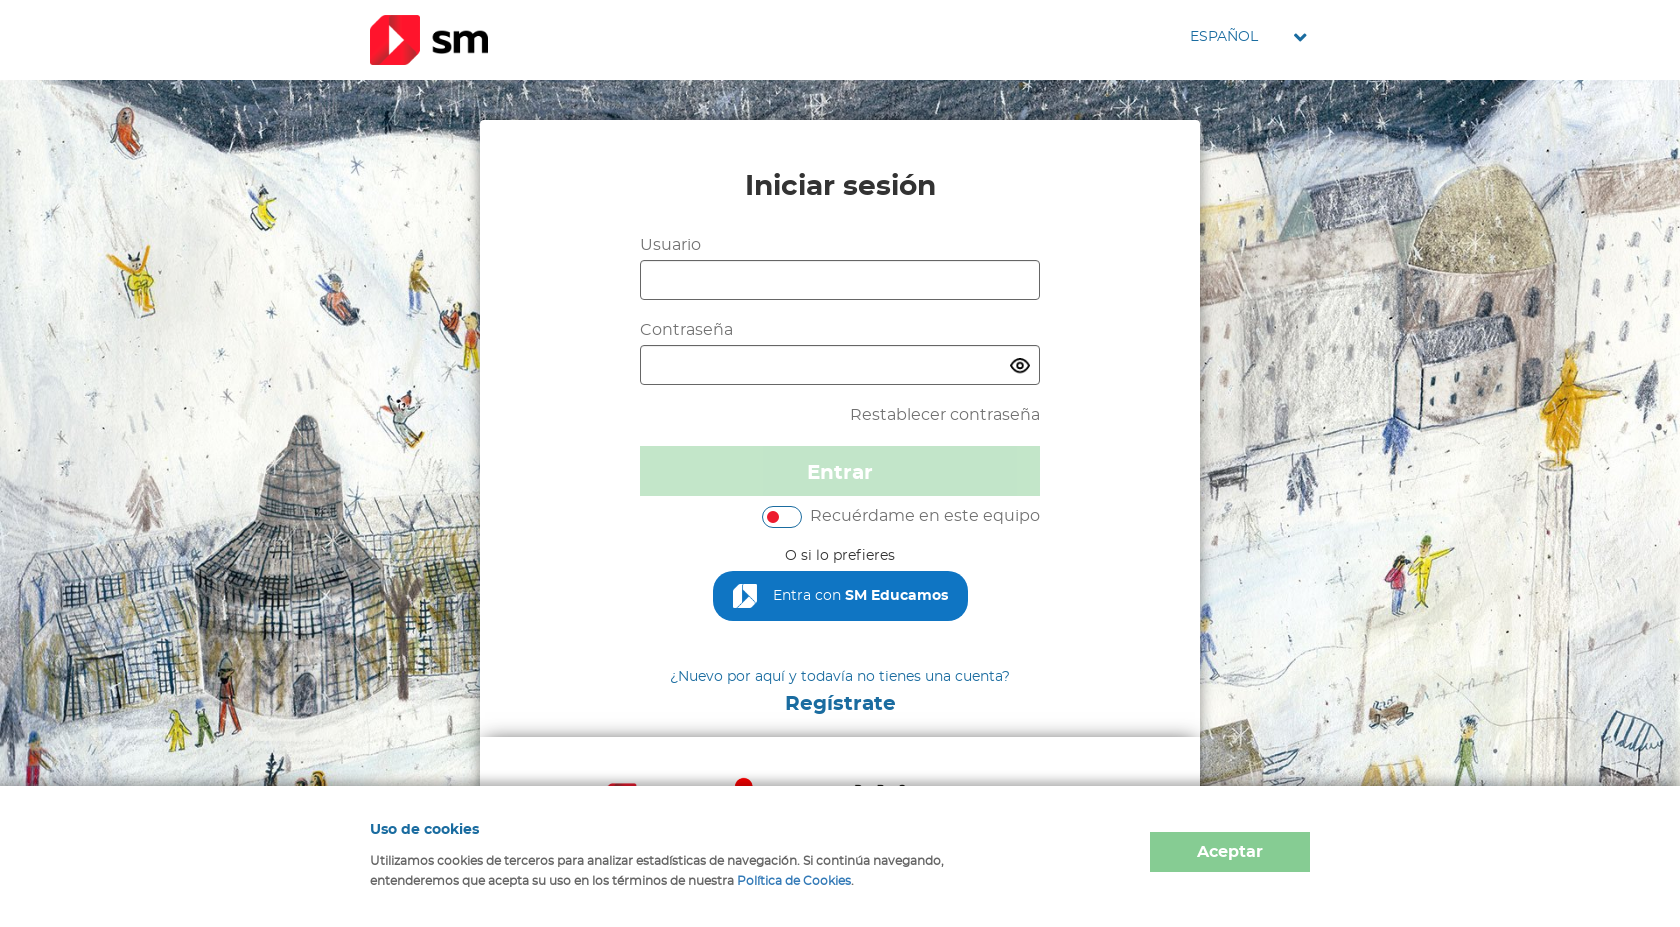 sm
ESPAÑOL
Iniciar sesión
Usuario
Contraseña
Restablecer contraseña
Entrar
Recuérdame en este equipo
O si lo prefieres
Entra con SM Educamos
¿Nuevo por aquí y todavía no tienes una cuenta?
Regístrate
Uso de cookies
Utilizamos cookies de terceros para analizar estadísticas de navegación. Si continúa navegando,
entenderemos que acepta su uso en los términos de nuestra Política de Cookies.
Aceptar